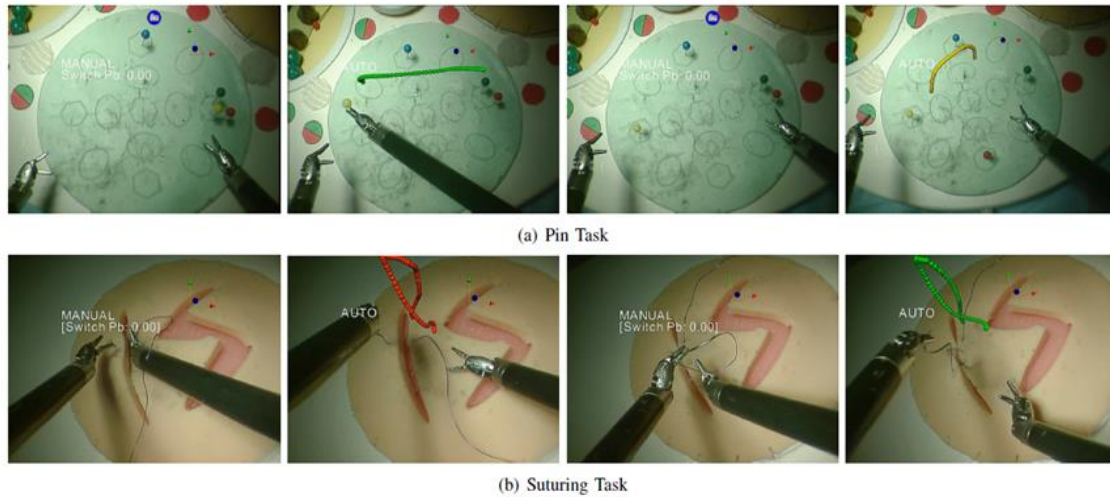 MANUAL
Switch Pb: 0.00
AUTO
MANUAL
Switch Pb: 0.00
AUTO
(a) Pin Task
MANUAL
[Switch Pb: 0.00]
AUTO
MANUAL
[Switch Pb: 0.00]
AUTO
(b) Suturing Task